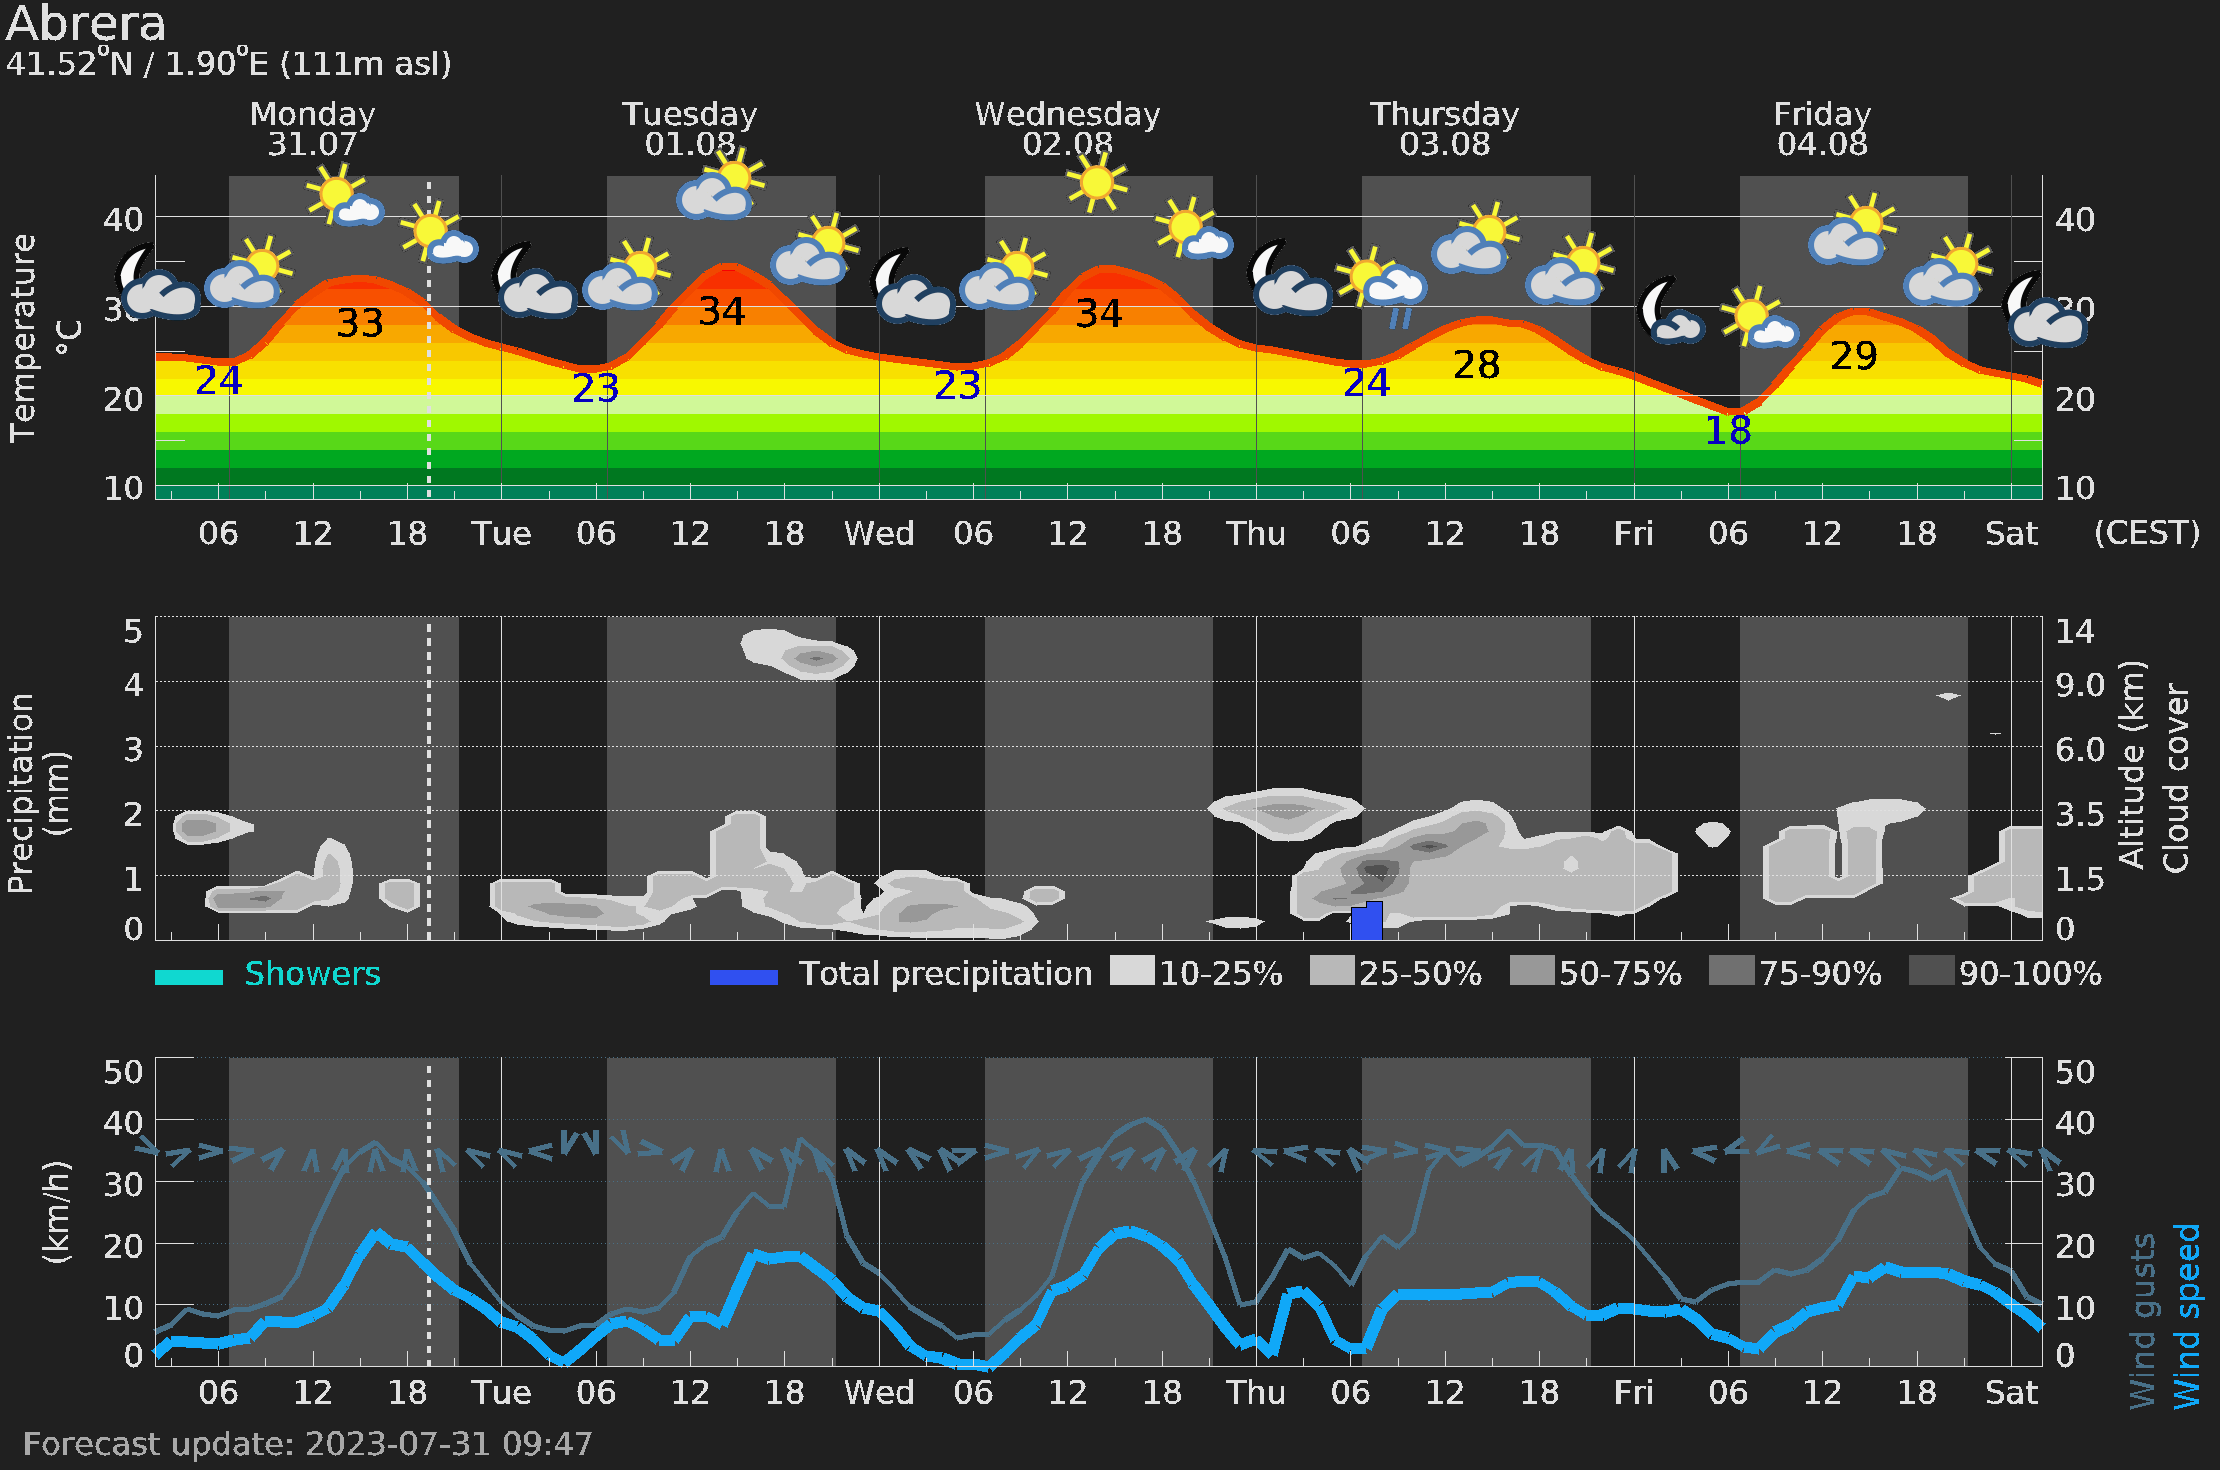 Abrera
41.52°N / 1.90°E (111m asl)
Monday Tuesday Wednesday Thursday Friday
31.07 01.08 02.08 03.08 04.08
Temperature
°C
40 40
30 30
20 20
10 10
33 34 34 28 29
24 23 23 24 18
06 12 18 Tue 06 12 18 Wed 06 12 18 Thu 06 12 18 Fri 06 12 18 Sat (CEST)
Precipitation
(mm)
5 14
4 9.0
3 6.0
2 3.5
1 1.5
0 0
Altitude (km)
Cloud cover
Showers Total precipitation 10-25% 25-50% 50-75% 75-90% 90-100%
(km/h)
50 50
40 40
30 30
20 20
10 10
0 0
Wind gusts
Wind speed
06 12 18 Tue 06 12 18 Wed 06 12 18 Thu 06 12 18 Fri 06 12 18 Sat
Forecast update: 2023-07-31 09:47